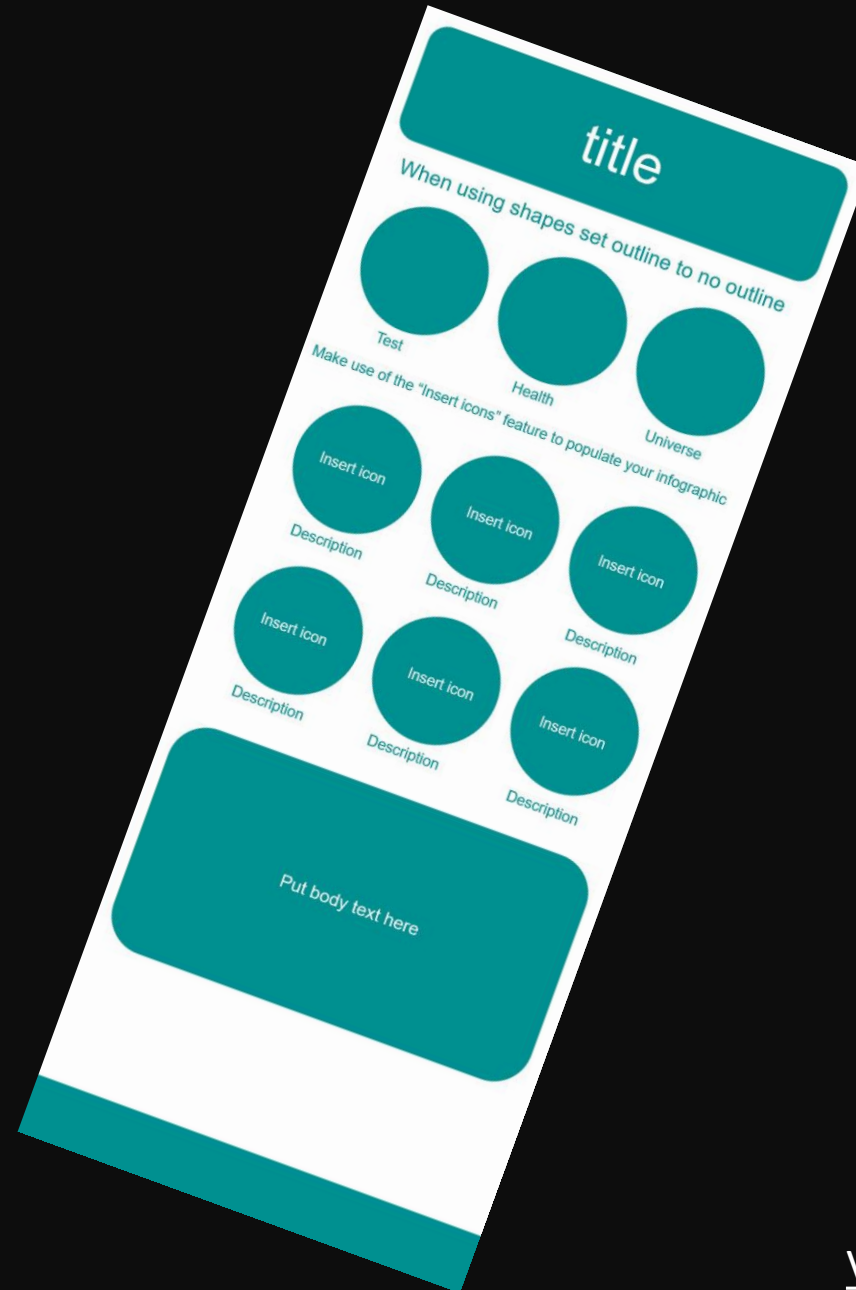 title
When using shapes set outline to no outline
Test
Health
Universe
Make use of the “Insert icons” feature to populate your infographic
Insert icon
Insert icon
Insert icon
Description
Description
Description
Insert icon
Insert icon
Insert icon
Description
Description
Description
Put body text here